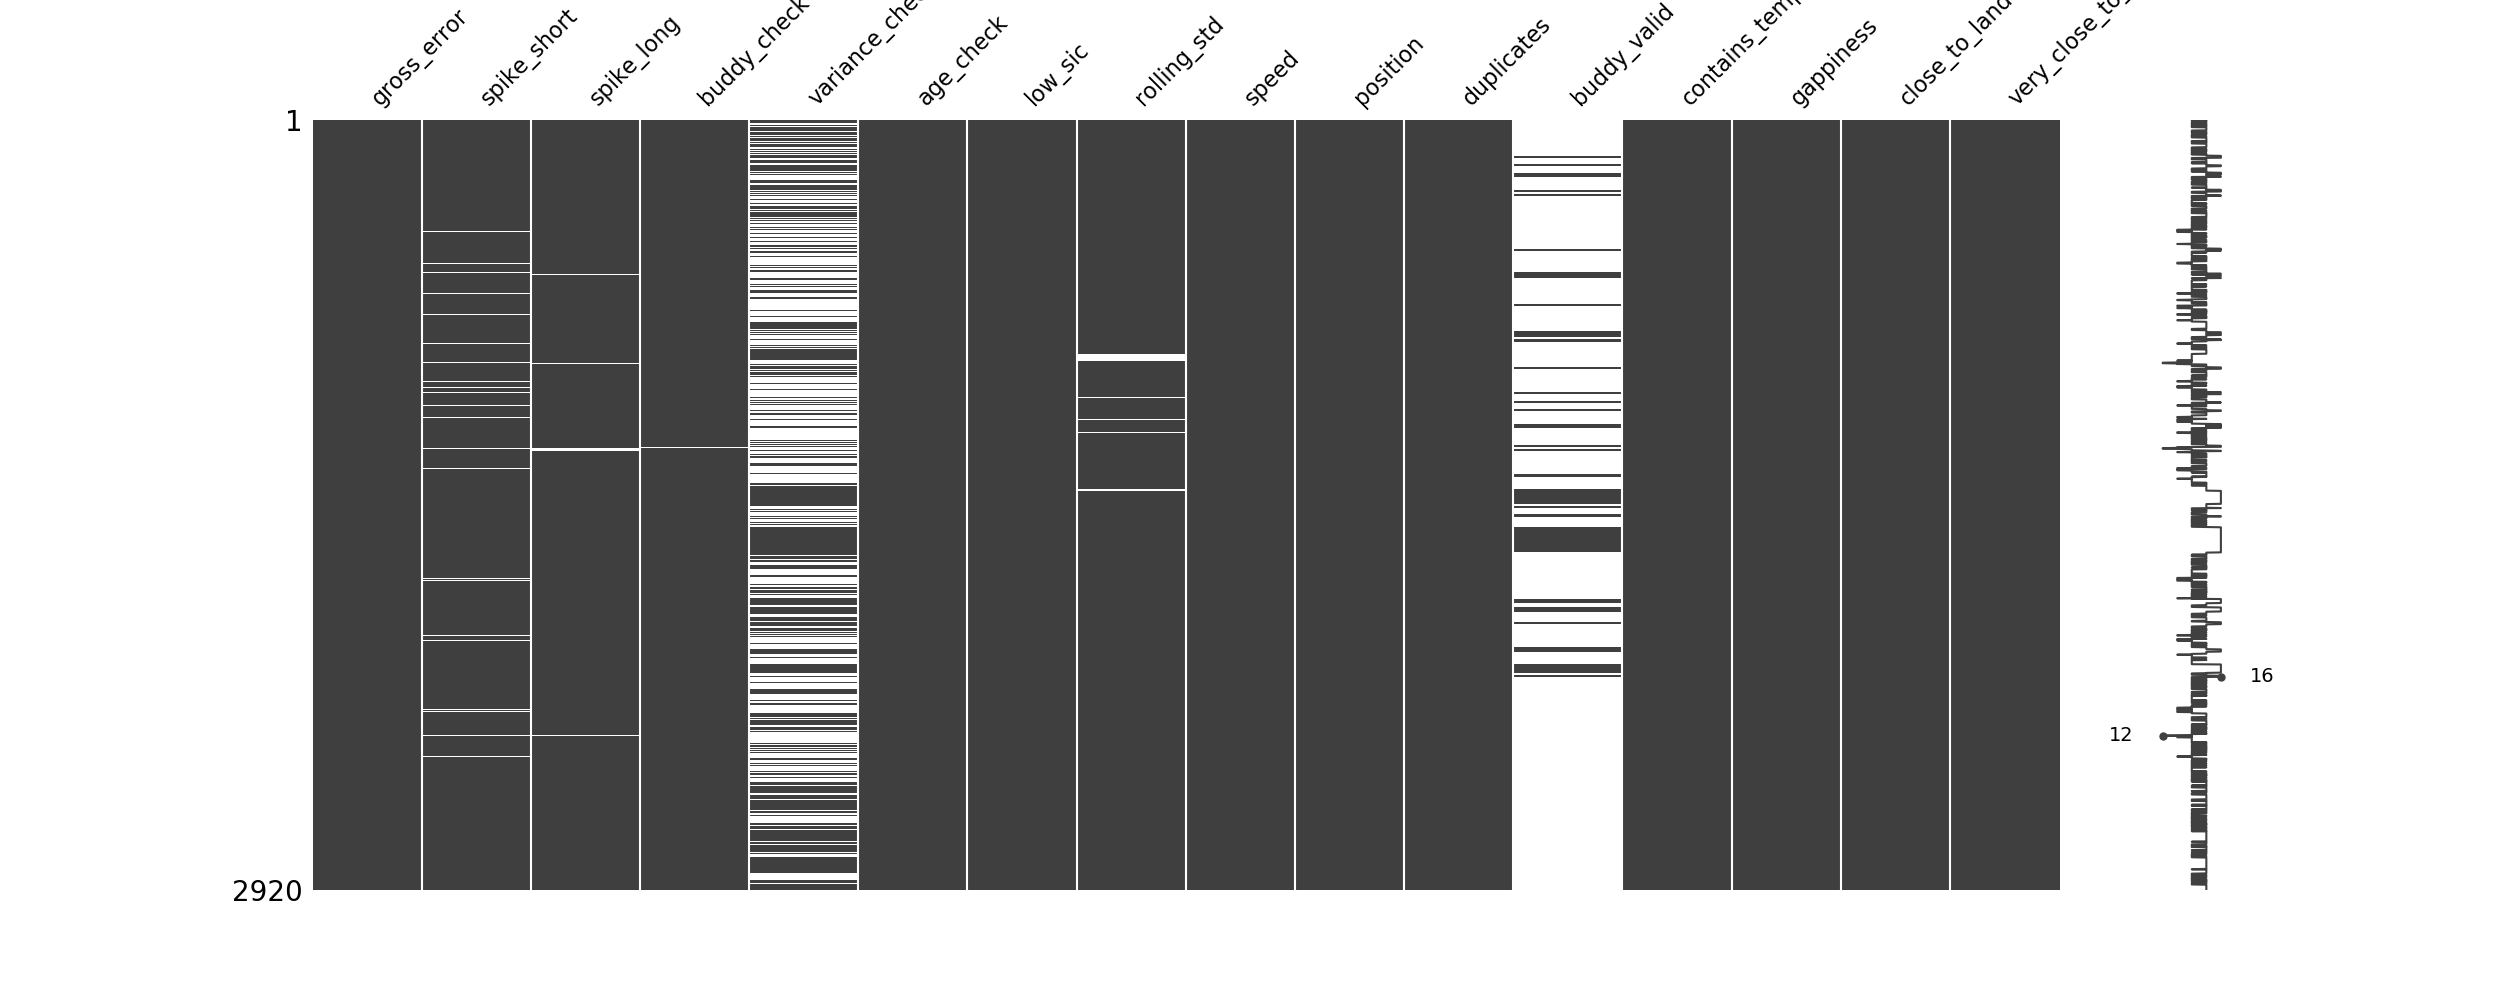 gross_error
spike_short
spike_long
buddy_check
age_check
low_sic
rolling_std
speed
position
duplicates
buddy_valid
gappiness
close_to_land
1
2920
16
12